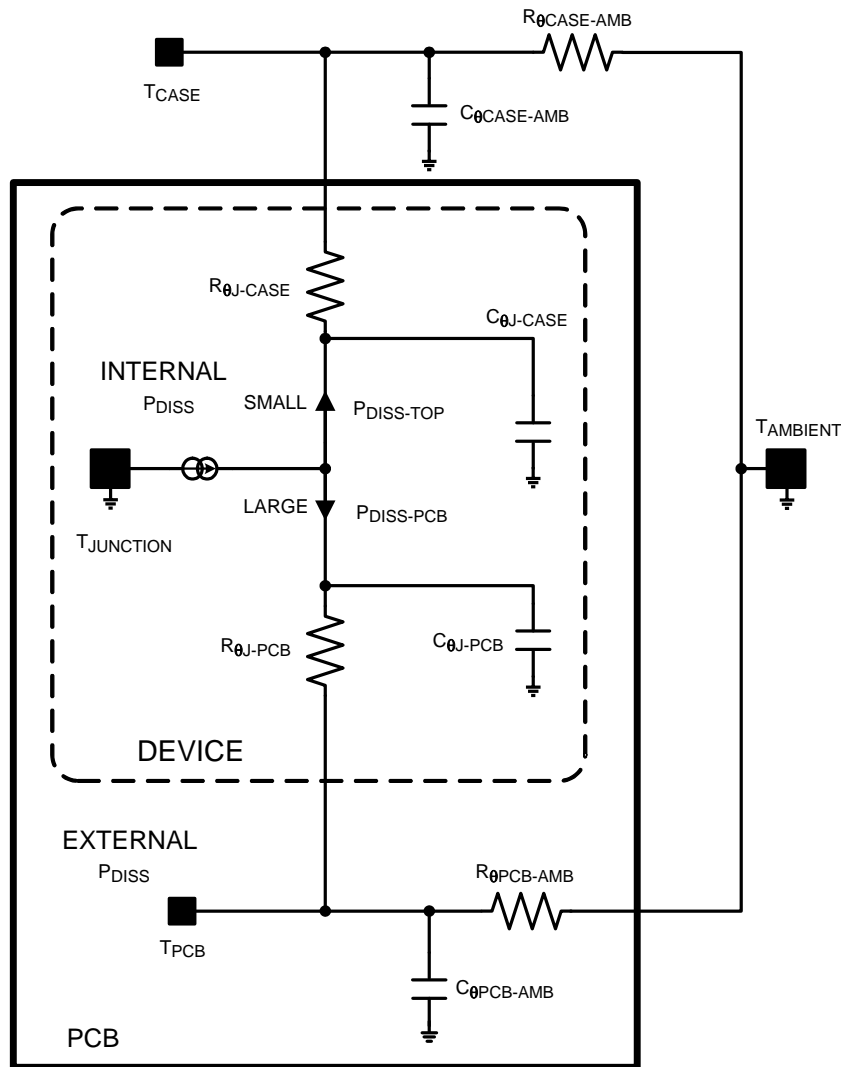 RθCASE-AMB
TCASE
CθCASE-AMB
RθJ-CASE
CθJ-CASE
INTERNAL
PDISS
SMALL
PDISS-TOP
TAMBIENT
LARGE
PDISS-PCB
TJUNCTION
RθJ-PCB
CθJ-PCB
DEVICE
EXTERNAL
PDISS
RθPCB-AMB
TPCB
CθPCB-AMB
PCB